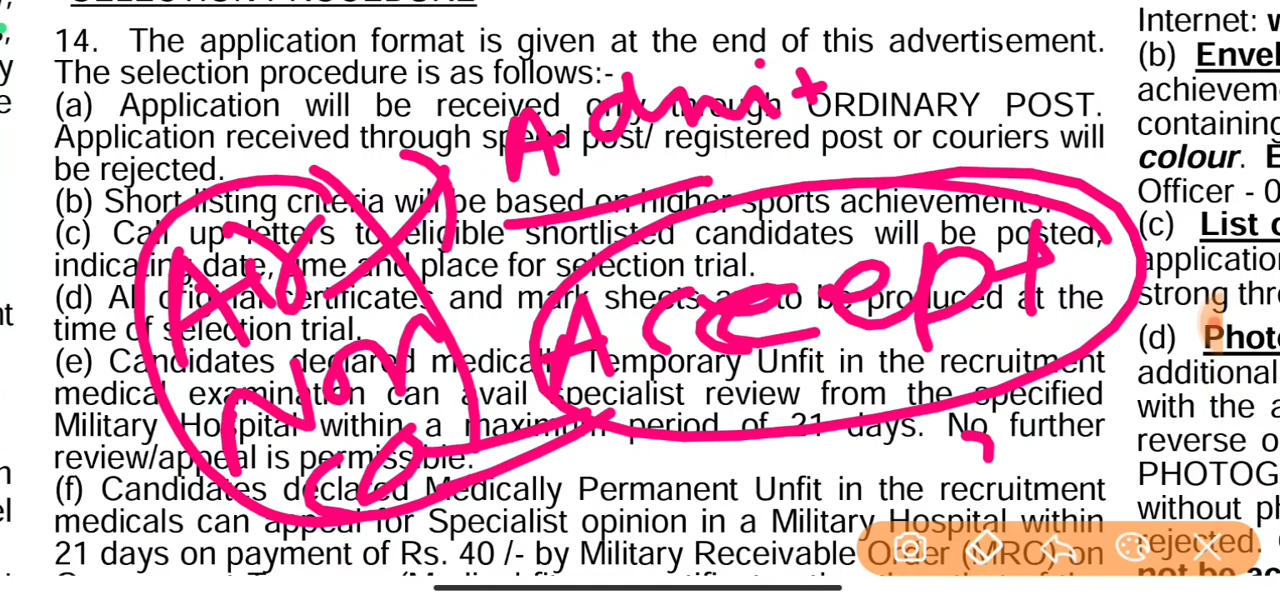 14. The application format is given at the end of this advertisement.
The selection procedure is as follows:-
(a) Application will be received only through ORDINARY POST.
Application received through speed post/ registered post or couriers will
be rejected.
(b) Short listing criteria will be based on higher sports achievements.
(c) Call up letters to eligible shortlisted candidates will be posted,
indicating date, time and place for selection trial.
(d) All original certificates and mark sheets are to be produced at the
time of selection trial.
(e) Candidates declared medically Temporary Unfit in the recruitment
medical examination can avail specialist review from the specified
Military Hospital within a maximum period of 21 days. No further
review/appeal is permissible.
(f) Candidates declared Medically Permanent Unfit in the recruitment
medicals can appeal for Specialist opinion in a Military Hospital within
21 days on payment of Rs. 40 /- by Military Receivable Order (MRO) on
Internet:
(b)
achievem
containing
colour.
Officer - 0
(c) List
application
strong thr
(d) Phot
additional
with the a
reverse o
PHOTOG
without ph
rejected.
not be ac
Admit
Accept